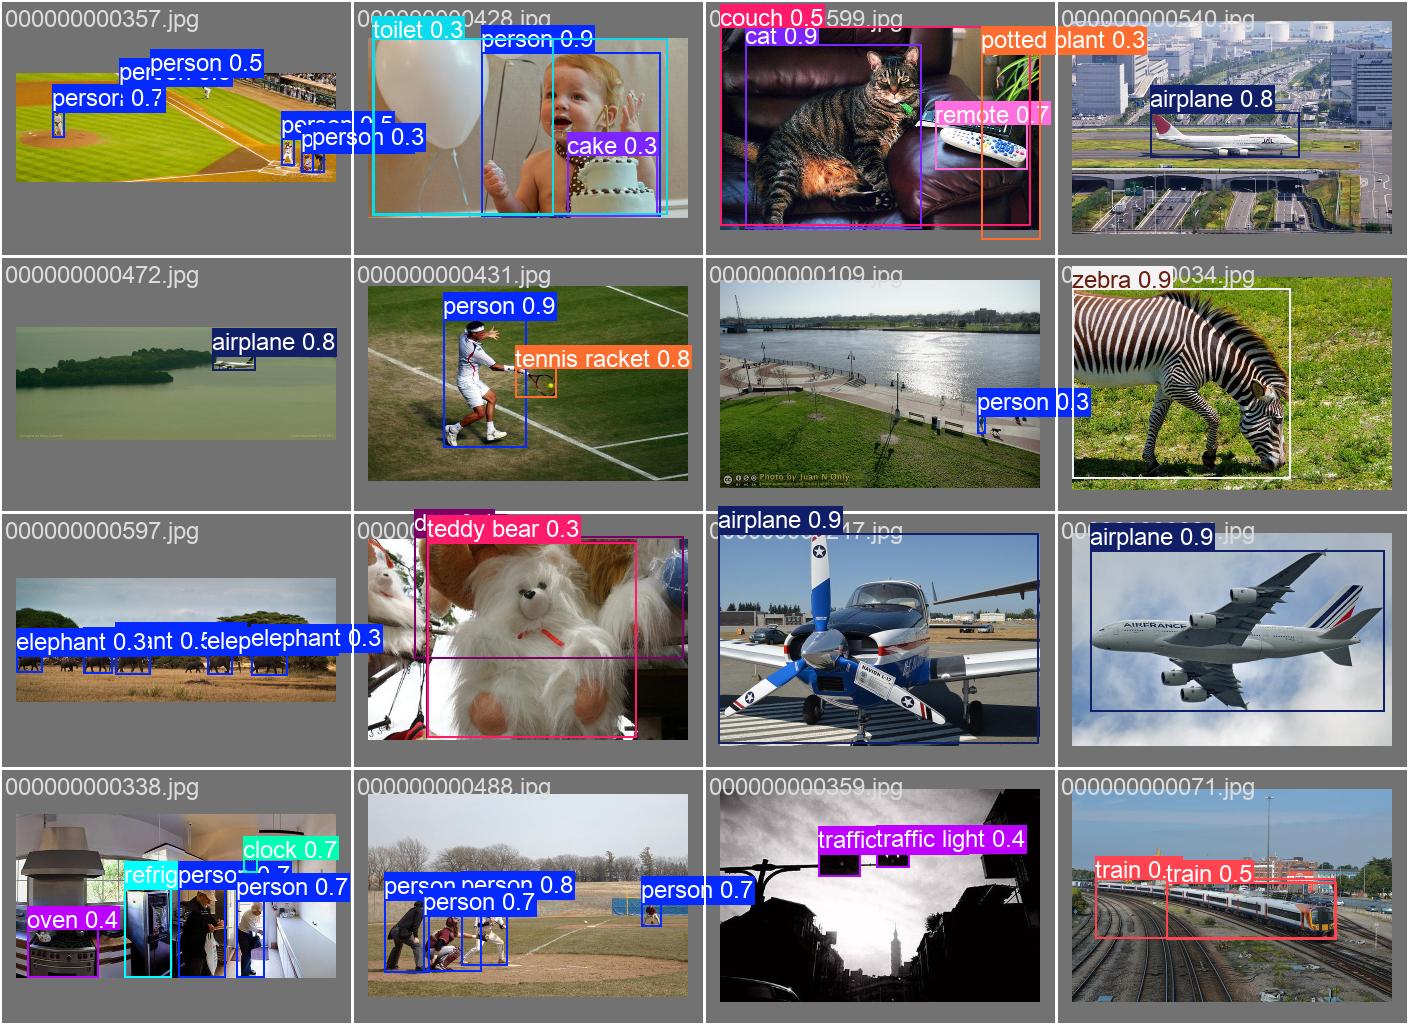 000000000357.jpg
person 0.5
person 0.7
person 0.3
000000000428.jpg
toilet 0.3
person 0.9
cake 0.3
599.jpg
couch 0.5
cat 0.9
potted plant 0.3
remote 0.7
000000000540.jpg
airplane 0.8
JAL
000000000472.jpg
airplane 0.8
000000000431.jpg
person 0.9
tennis racket 0.8
000000000109.jpg
person 0.3
Photo by Juan N Only
034.jpg
zebra 0.9
000000000597.jpg
elephant 0.3
ant 0.5
elephant 0.3
teddy bear 0.3
247.jpg
airplane 0.9
NAVION L-17
airplane 0.9
AIRFRANCE
000000000338.jpg
clock 0.7
refrig
perso
person 0.7
oven 0.4
000000000488.jpg
person 0.8
person 0.7
person 0.7
000000000359.jpg
traffic
traffic light 0.4
000000000071.jpg
train 0.
train 0.5